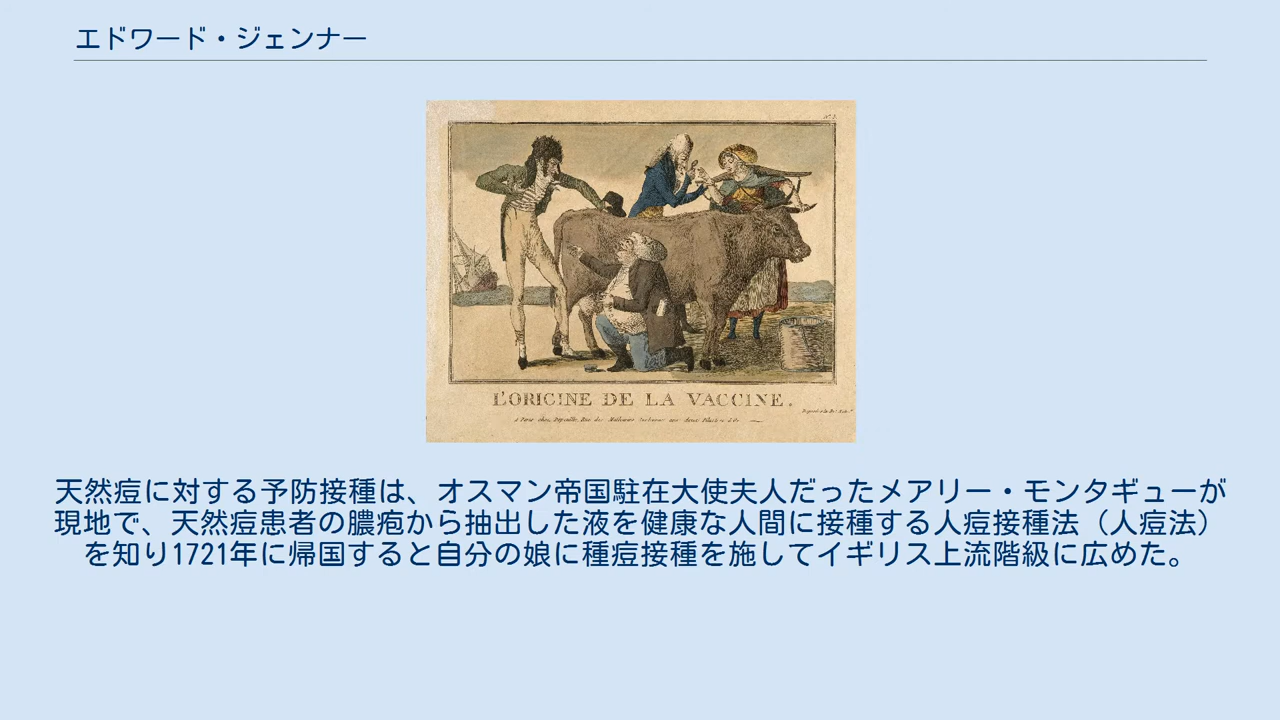 エドワード・ジェンナー
L'ORIGINE DE LA VACCINE.
天然痘に対する予防接種は、オスマン帝国駐在大使夫人だったメアリー・モンタギューが
現地で、天然痘患者の膿疱から抽出した液を健康な人間に接種する人痘接種法（人痘法）
を知り1721年に帰国すると自分の娘に種痘接種を施してイギリス上流階級に広めた。